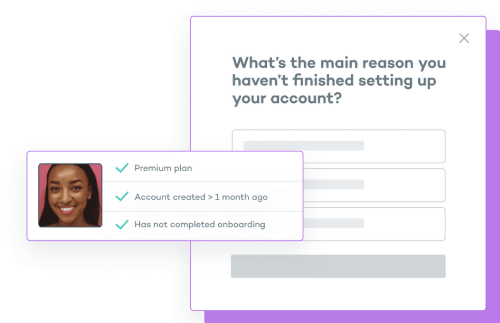 What's the main reason you
haven't finished setting up
your account?
Premium plan
Account created > 1 month ago
Has not completed onboarding